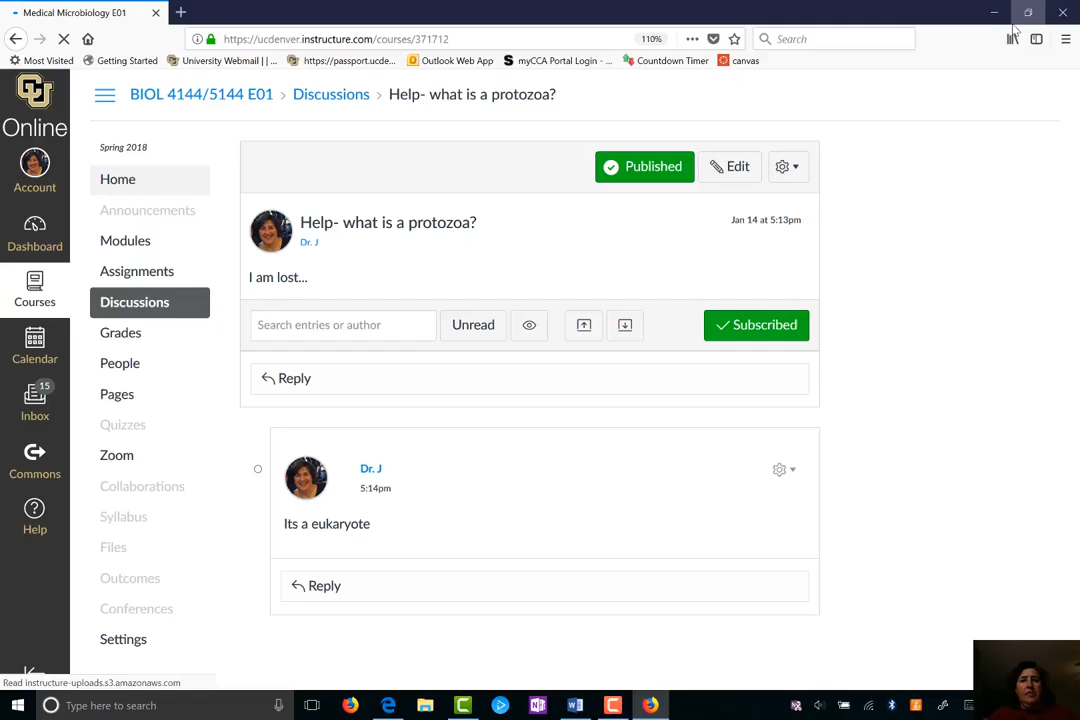 Medical Microbiology E01
https://ucdenver.instructure.com/courses/371712
110%
Search
Most Visited
Getting Started
University Webmail | | ...
https://passport.ucde...
Outlook Web App
myCCA Portal Login - ...
Countdown Timer
canvas
Online
Account
Dashboard
Courses
Calendar
15
Inbox
Commons
Help
BIOL 4144/5144 E01 > Discussions > Help- what is a protozoa?
Spring 2018
Home
Announcements
Modules
Assignments
Discussions
Grades
People
Pages
Quizzes
Zoom
Collaborations
Syllabus
Files
Outcomes
Conferences
Settings
Published
Edit
Help- what is a protozoa?
Jan 14 at 5:13pm
Dr. J
I am lost...
Search entries or author
Unread
Subscribed
Reply
Dr. J
5:14pm
Its a eukaryote
Reply
Read instructure-uploads.s3.amazonaws.com
Type here to search